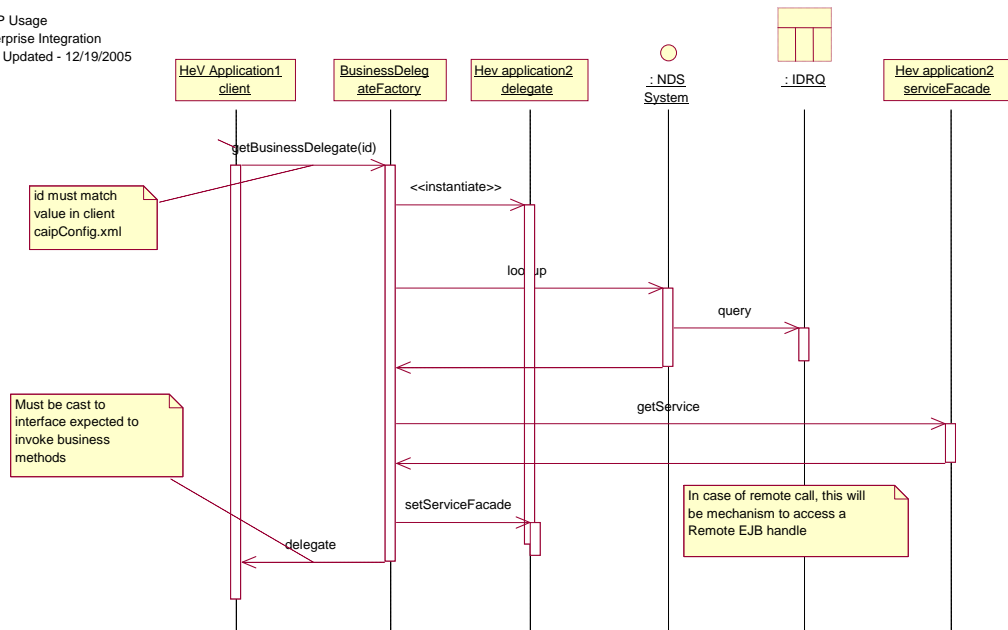 P Usage
erprise Integration
Updated - 12/19/2005
HeV Application1
client
BusinessDeleg
ateFactory
Hev application2
delegate
: NDS
System
: IDRQ
Hev application2
serviceFacade
getBusinessDelegate(id)
<<instantiate>>
id must match
value in client
caipConfig.xml
lookup
query
Must be cast to
interface expected to
invoke business
methods
getService
In case of remote call, this will
be mechanism to access a
Remote EJB handle
setServiceFacade
delegate